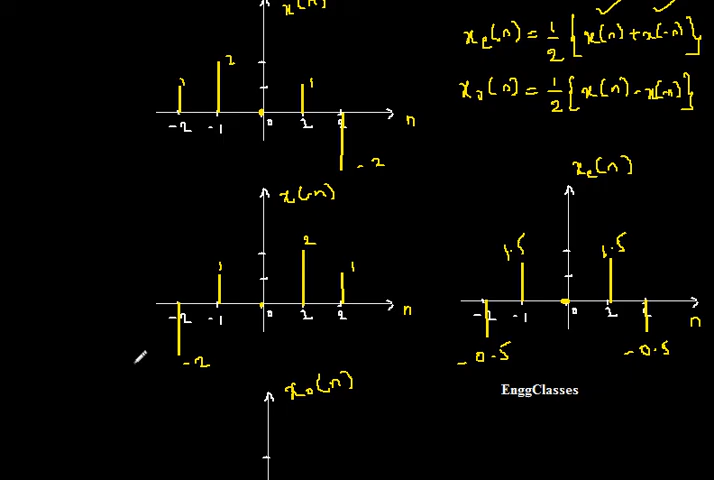 x(n)
1 2 1
-2 -1 0 1 2 n
-2
x(-n)
1 2 1
-2 -1 0 1 2 n
-2
xₒ(n)
xₑ(n) = 1/2 {x(n) + x(-n)}
xₒ(n) = 1/2 {x(n) - x(-n)}
xₑ(n)
1.5 1.5
-2 -1 0 1 2 n
-0.5 -0.5
EnggClasses